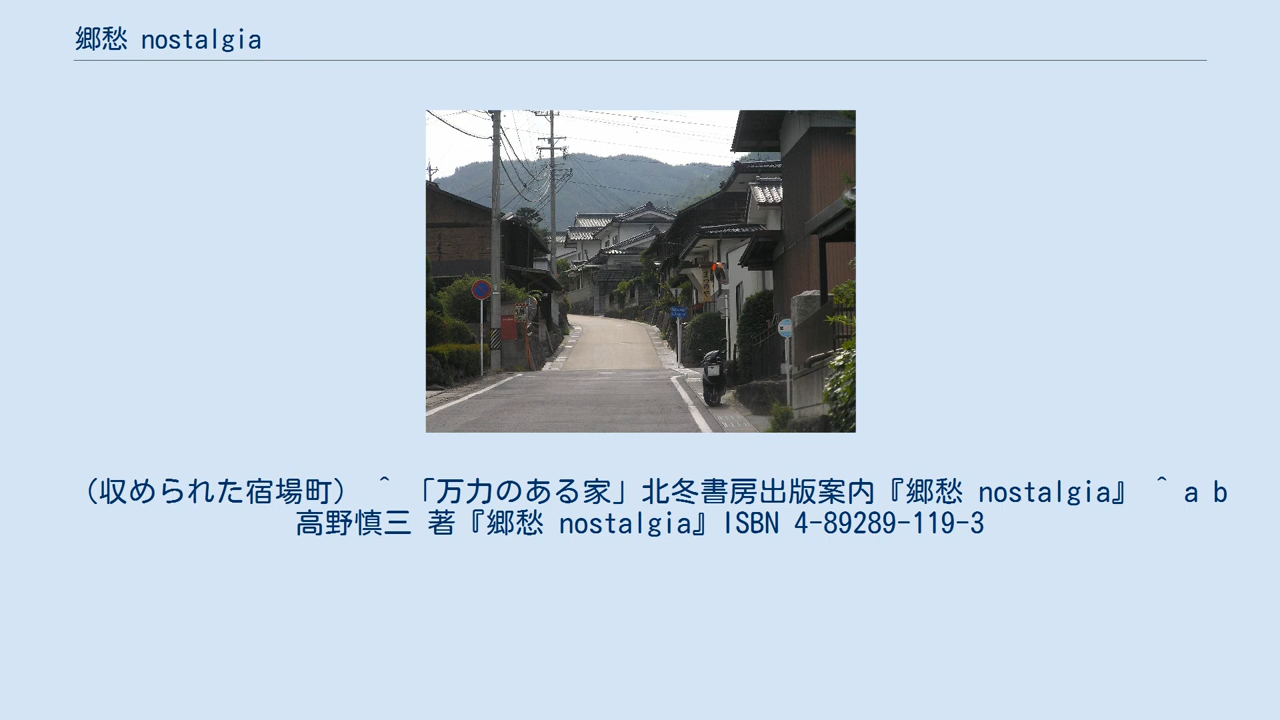 郷愁 nostalgia
（収められた宿場町） ^ 「万力のある家」北冬書房出版案内『郷愁 nostalgia』 ^ a b
高野慎三 著『郷愁 nostalgia』ISBN 4-89289-119-3